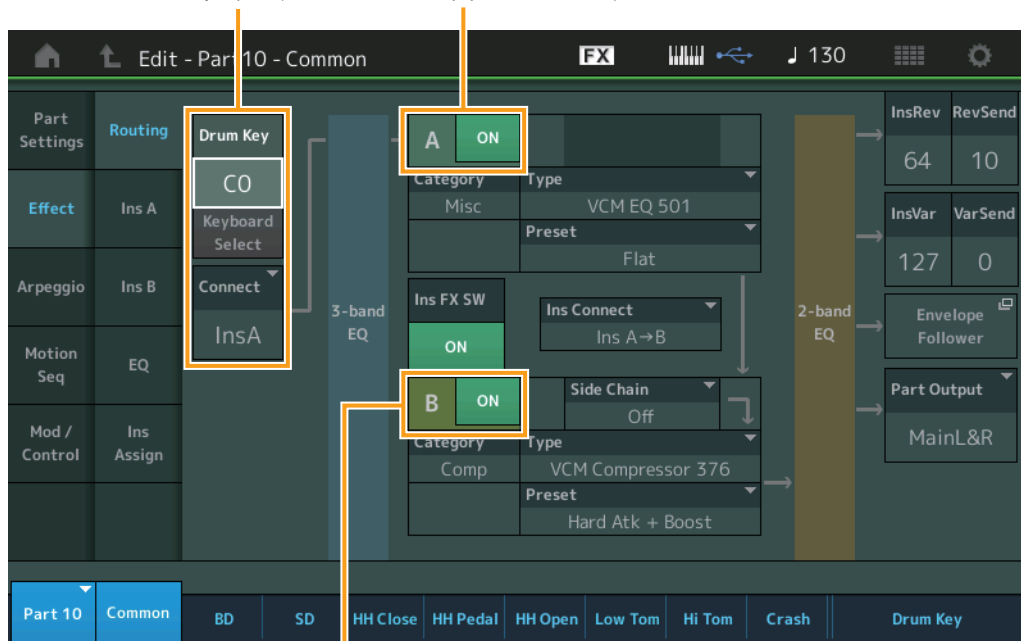 Edit - Part 10 - Common
FX
130
Part
Settings
Effect
Arpeggio
Motion
Seq
Mod /
Control
Routing
Ins A
Ins B
EQ
Ins
Assign
Drum Key
C0
Keyboard
Select
Connect
InsA
3-band
EQ
A ON
Category
Misc
Type
VCM EQ 501
Preset
Flat
Ins FX SW
ON
Ins Connect
Ins A→B
B ON
Side Chain
Off
Category
Comp
Type
VCM Compressor 376
Preset
Hard Atk + Boost
2-band
EQ
InsRev RevSend
64 10
InsVar VarSend
127 0
Envelope
Follower
Part Output
MainL&R
Part 10 Common BD SD HH Close HH Pedal HH Open Low Tom Hi Tom Crash Drum Key